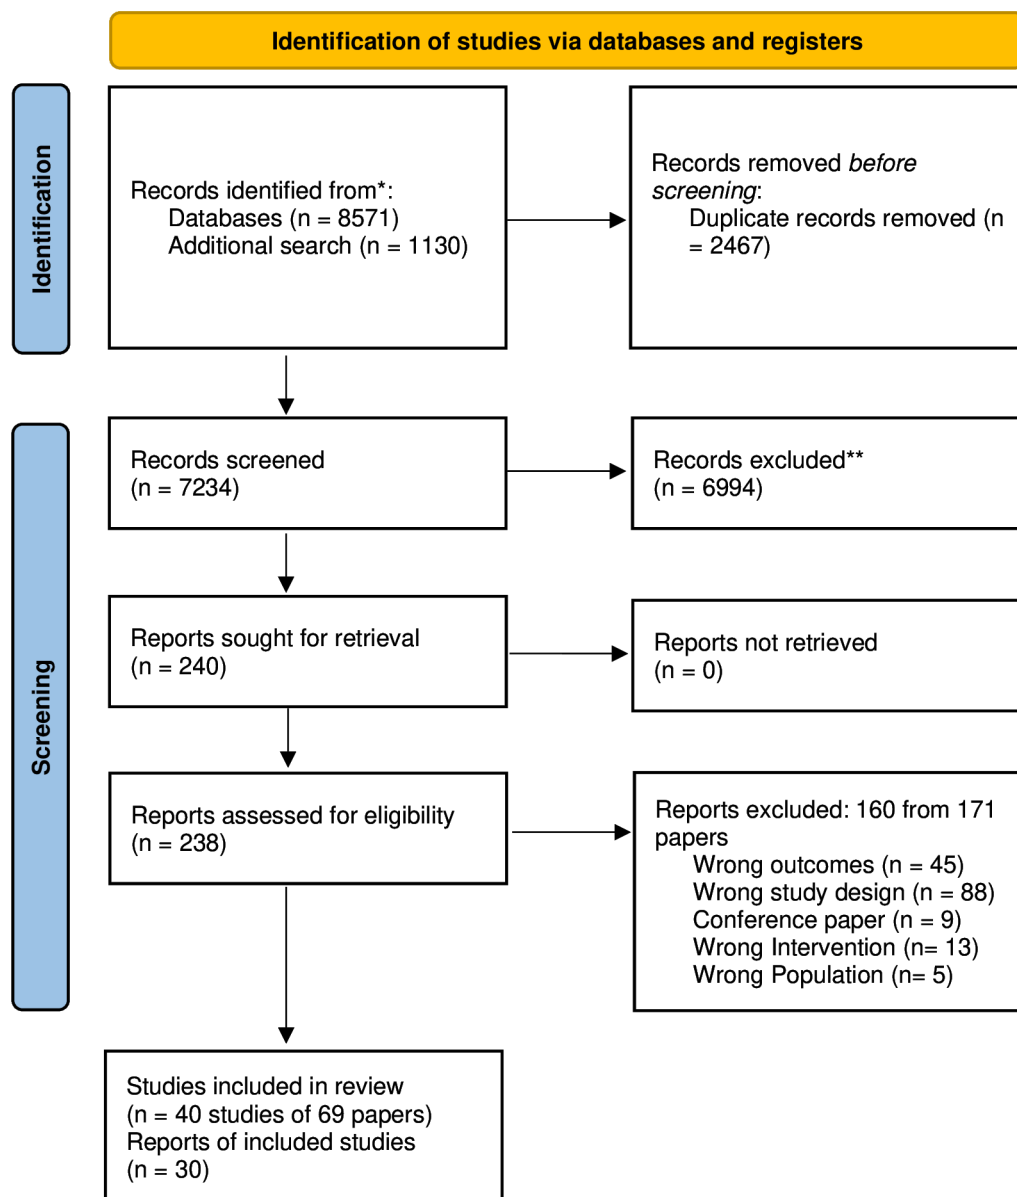 Identification of studies via databases and registers
Identification
Records identified from*:
Databases (n = 8571)
Additional search (n = 1130)
Records removed before
screening:
Duplicate records removed (n
= 2467)
Screening
Records screened
(n = 7234)
Records excluded**
(n = 6994)
Reports sought for retrieval
(n = 240)
Reports not retrieved
(n = 0)
Reports assessed for eligibility
(n = 238)
Reports excluded: 160 from 171
papers
Wrong outcomes (n = 45)
Wrong study design (n = 88)
Conference paper (n = 9)
Wrong Intervention (n= 13)
Wrong Population (n= 5)
Studies included in review
(n = 40 studies of 69 papers)
Reports of included studies
(n = 30)